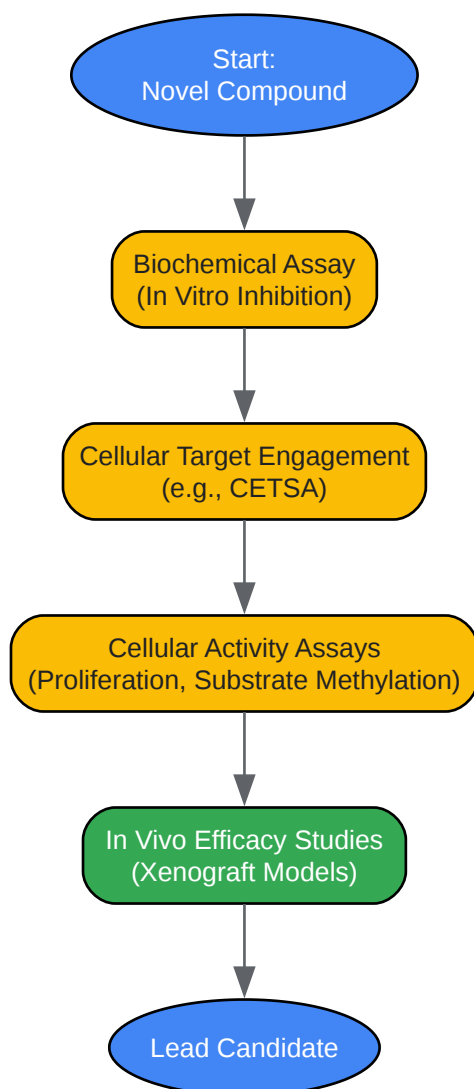 Start:
Novel Compound
Biochemical Assay
(In Vitro Inhibition)
Cellular Target Engagement
(e.g., CETSA)
Cellular Activity Assays
(Proliferation, Substrate Methylation)
In Vivo Efficacy Studies
(Xenograft Models)
Lead Candidate